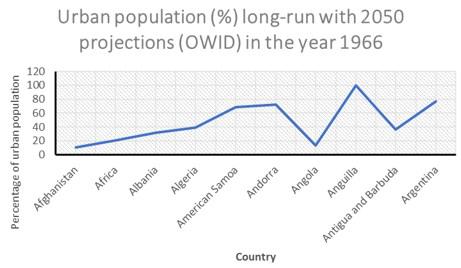 Urban population (%) long-run with 2050
projections (OWID) in the year 1966
Percentage of urban population
120
100
80
60
40
20
0
Afghanistan
Africa
Albania
Algeria
American Samoa
Andorra
Angola
Anguilla
Antigua and Barbuda
Argentina
Country